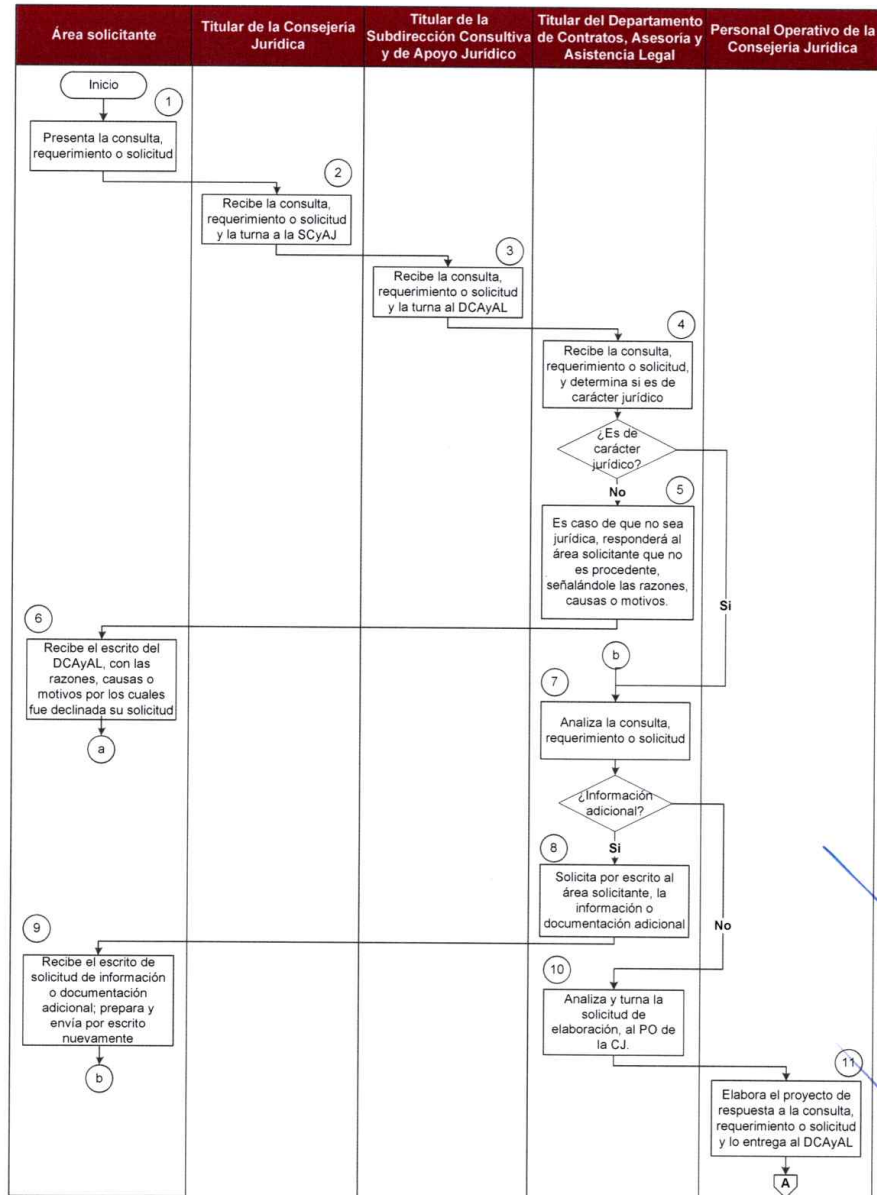 Área solicitante
Titular de la Consejería
Jurídica
Titular de la
Subdirección Consultiva
y de Apoyo Jurídico
Titular del Departamento
de Contratos, Asesoría y
Asistencia Legal
Personal Operativo de la
Consejería Jurídica
Inicio
1
Presenta la consulta,
requerimiento o solicitud
2
Recibe la consulta,
requerimiento o solicitud
y la turna a la SCyAJ
3
Recibe la consulta,
requerimiento o solicitud
y la turna al DCAyAL
4
Recibe la consulta,
requerimiento o solicitud,
y determina si es de
carácter jurídico
¿Es de
carácter
jurídico?
No
Si
5
Es caso de que no sea
jurídica, responderá al
área solicitante que no
es procedente,
señalándole las razones,
causas o motivos.
6
Recibe el escrito del
DCAyAL, con las
razones, causas o
motivos por los cuales
fue declinada su solicitud
a
b
7
Analiza la consulta,
requerimiento o solicitud
¿Información
adicional?
Si
No
8
Solicita por escrito al
área solicitante, la
información o
documentación adicional
9
Recibe el escrito de
solicitud de información
o documentación
adicional; prepara y
envía por escrito
nuevamente
b
10
Analiza y turna la
solicitud de
elaboración, al PO de
la CJ.
11
Elabora el proyecto de
respuesta a la consulta,
requerimiento o solicitud
y lo entrega al DCAyAL
A